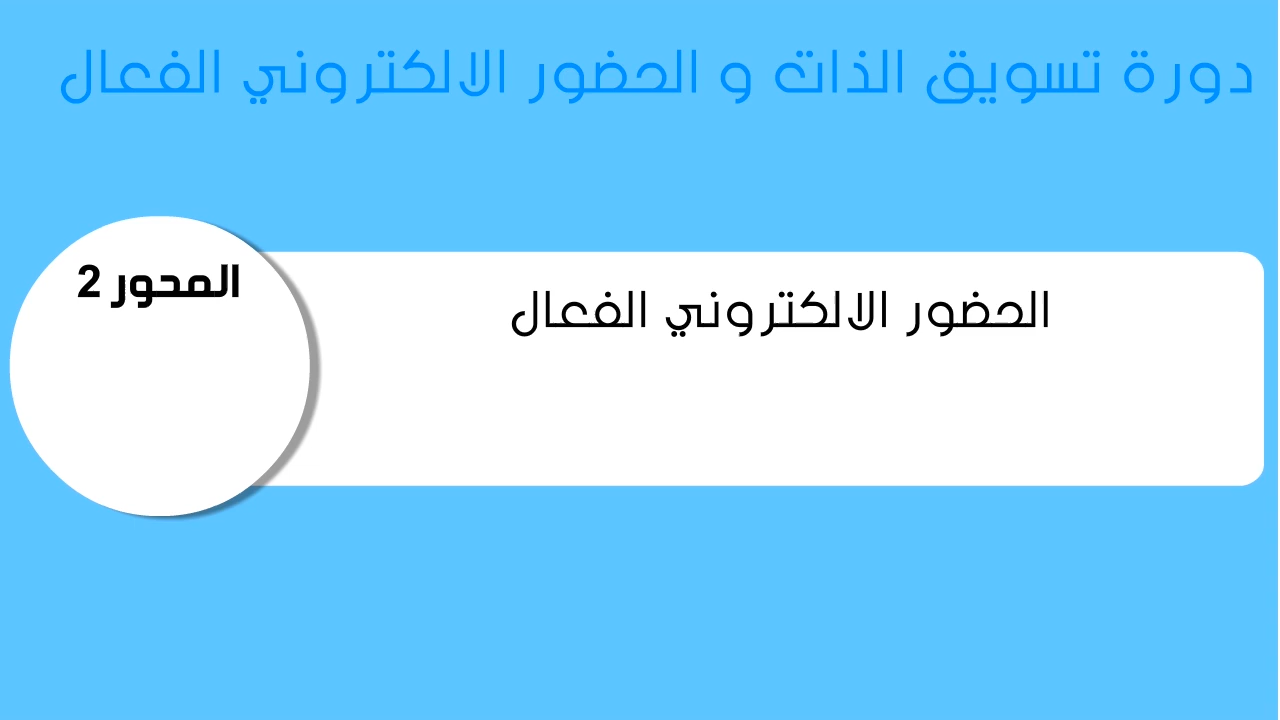 دورة تسويق الذات و الحضور الالكتروني الفعال
المحور 2
الحضور الالكتروني الفعال